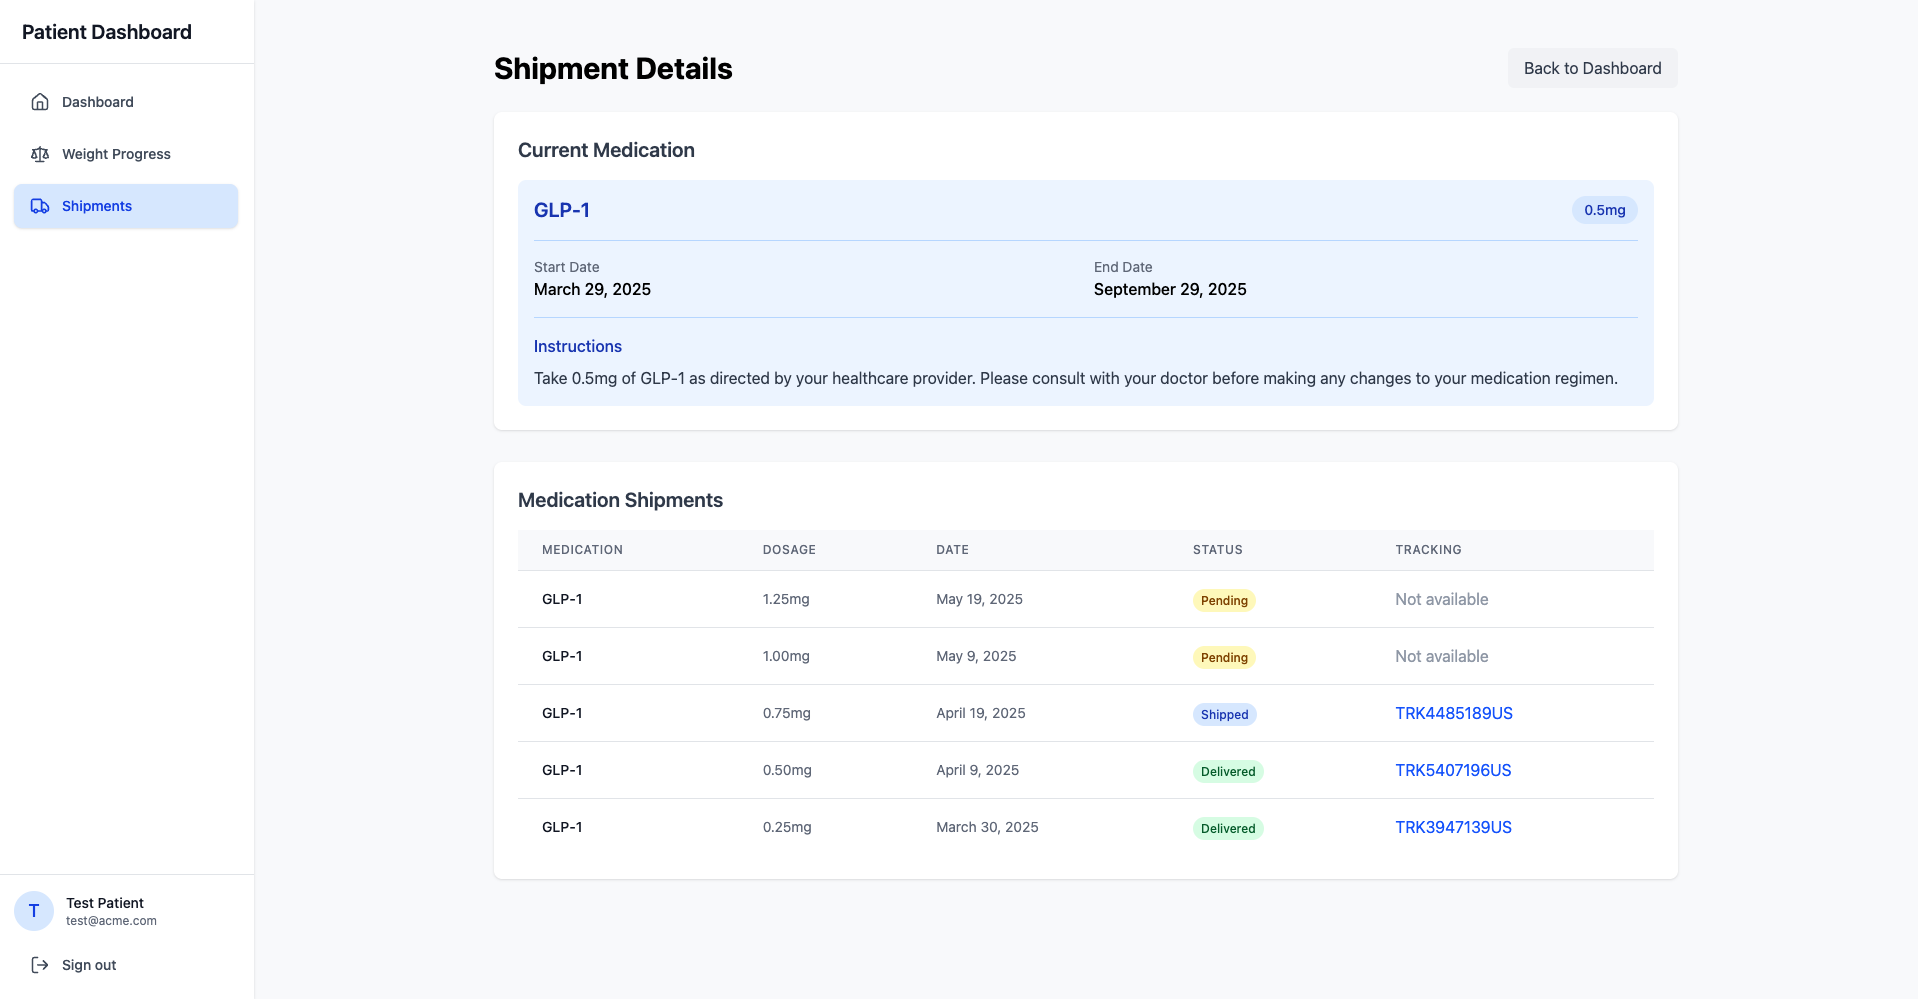 Patient Dashboard
Dashboard
Weight Progress
Shipments
Test Patient
T
test@acme.com
Sign out
Shipment Details
Back to Dashboard
Current Medication
GLP-1
0.5mg
Start Date
End Date
March 29, 2025
September 29, 2025
Instructions
Take 0.5mg of GLP-1 as directed by your healthcare provider. Please consult with your doctor before making any changes to your medication regimen.
Medication Shipments
MEDICATION DOSAGE DATE STATUS TRACKING
GLP-1 1.25mg May 19, 2025 Pending Not available
GLP-1 1.00mg May 9, 2025 Pending Not available
GLP-1 0.75mg April 19, 2025 Shipped TRK4485189US
GLP-1 0.50mg April 9, 2025 Delivered TRK5407196US
GLP-1 0.25mg March 30, 2025 Delivered TRK3947139US